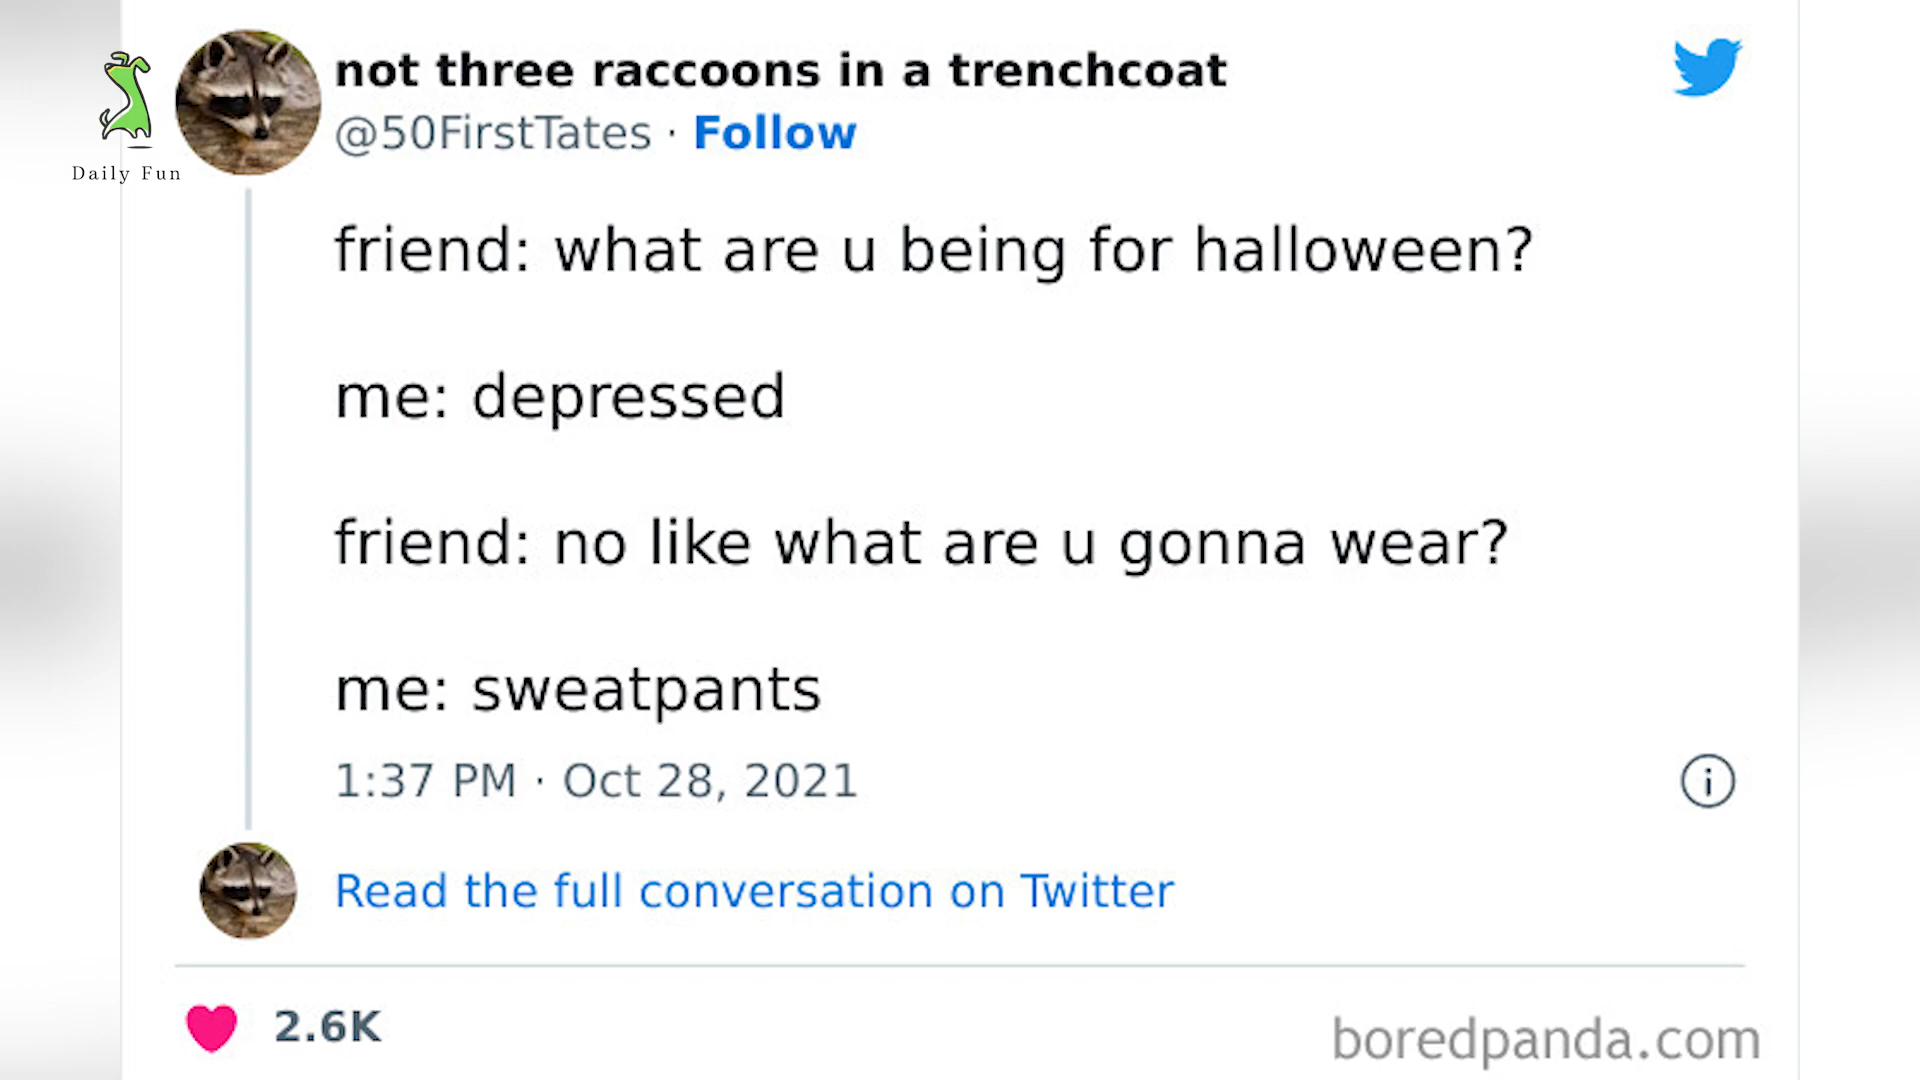 not three raccoons in a trenchcoat
@50FirstTates · Follow
Daily Fun
friend: what are u being for halloween?
me: depressed
friend: no like what are u gonna wear?
me: sweatpants
1:37 PM · Oct 28, 2021
Read the full conversation on Twitter
2.6K
boredpanda.com